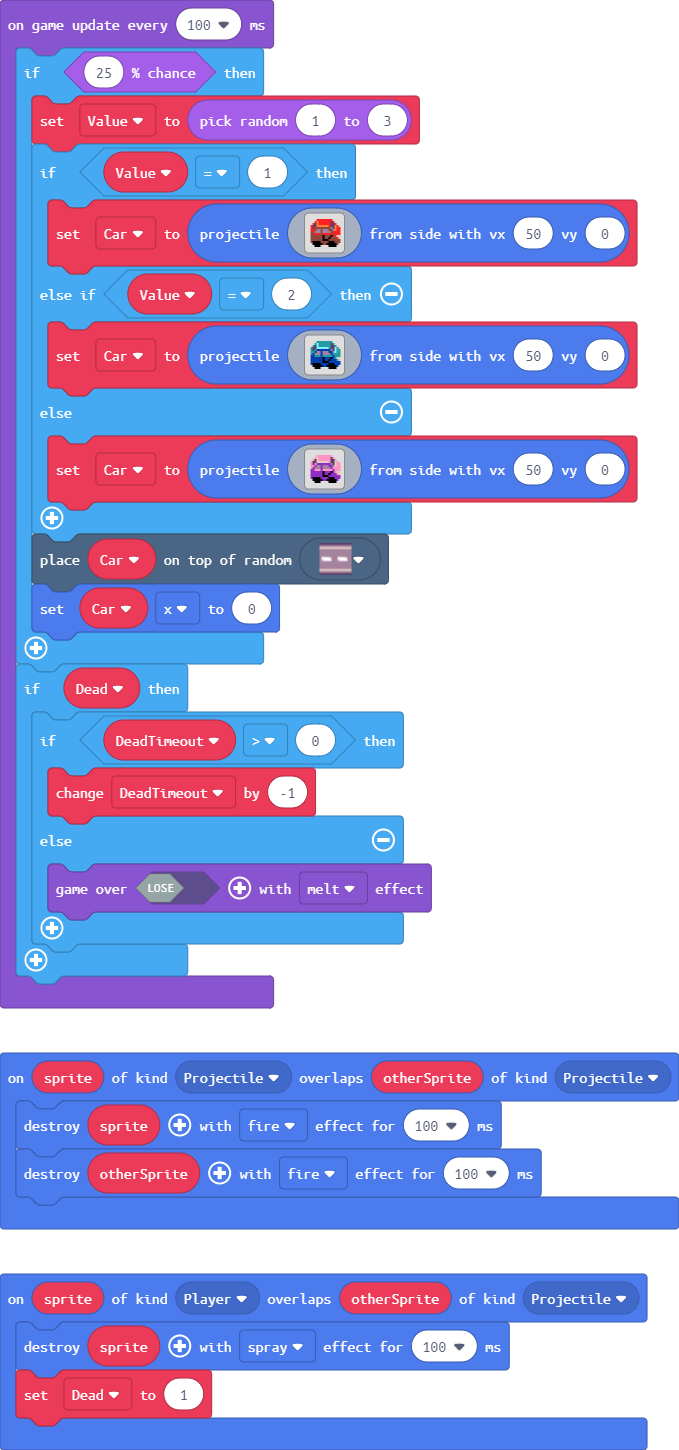 on game update every 100 ms
if 25 % chance then
set Value to pick random 1 to 3
if Value = 1 then
set Car to projectile from side with vx 50 vy 0
else if Value = 2 then
set Car to projectile from side with vx 50 vy 0
else
set Car to projectile from side with vx 50 vy 0
place Car on top of random
set Car x to 0
if Dead then
if DeadTimeout > 0 then
change DeadTimeout by -1
else
game over LOSE with melt effect
on sprite of kind Projectile overlaps otherSprite of kind Projectile
destroy sprite with fire effect for 100 ms
destroy otherSprite with fire effect for 100 ms
on sprite of kind Player overlaps otherSprite of kind Projectile
destroy sprite with spray effect for 100 ms
set Dead to 1